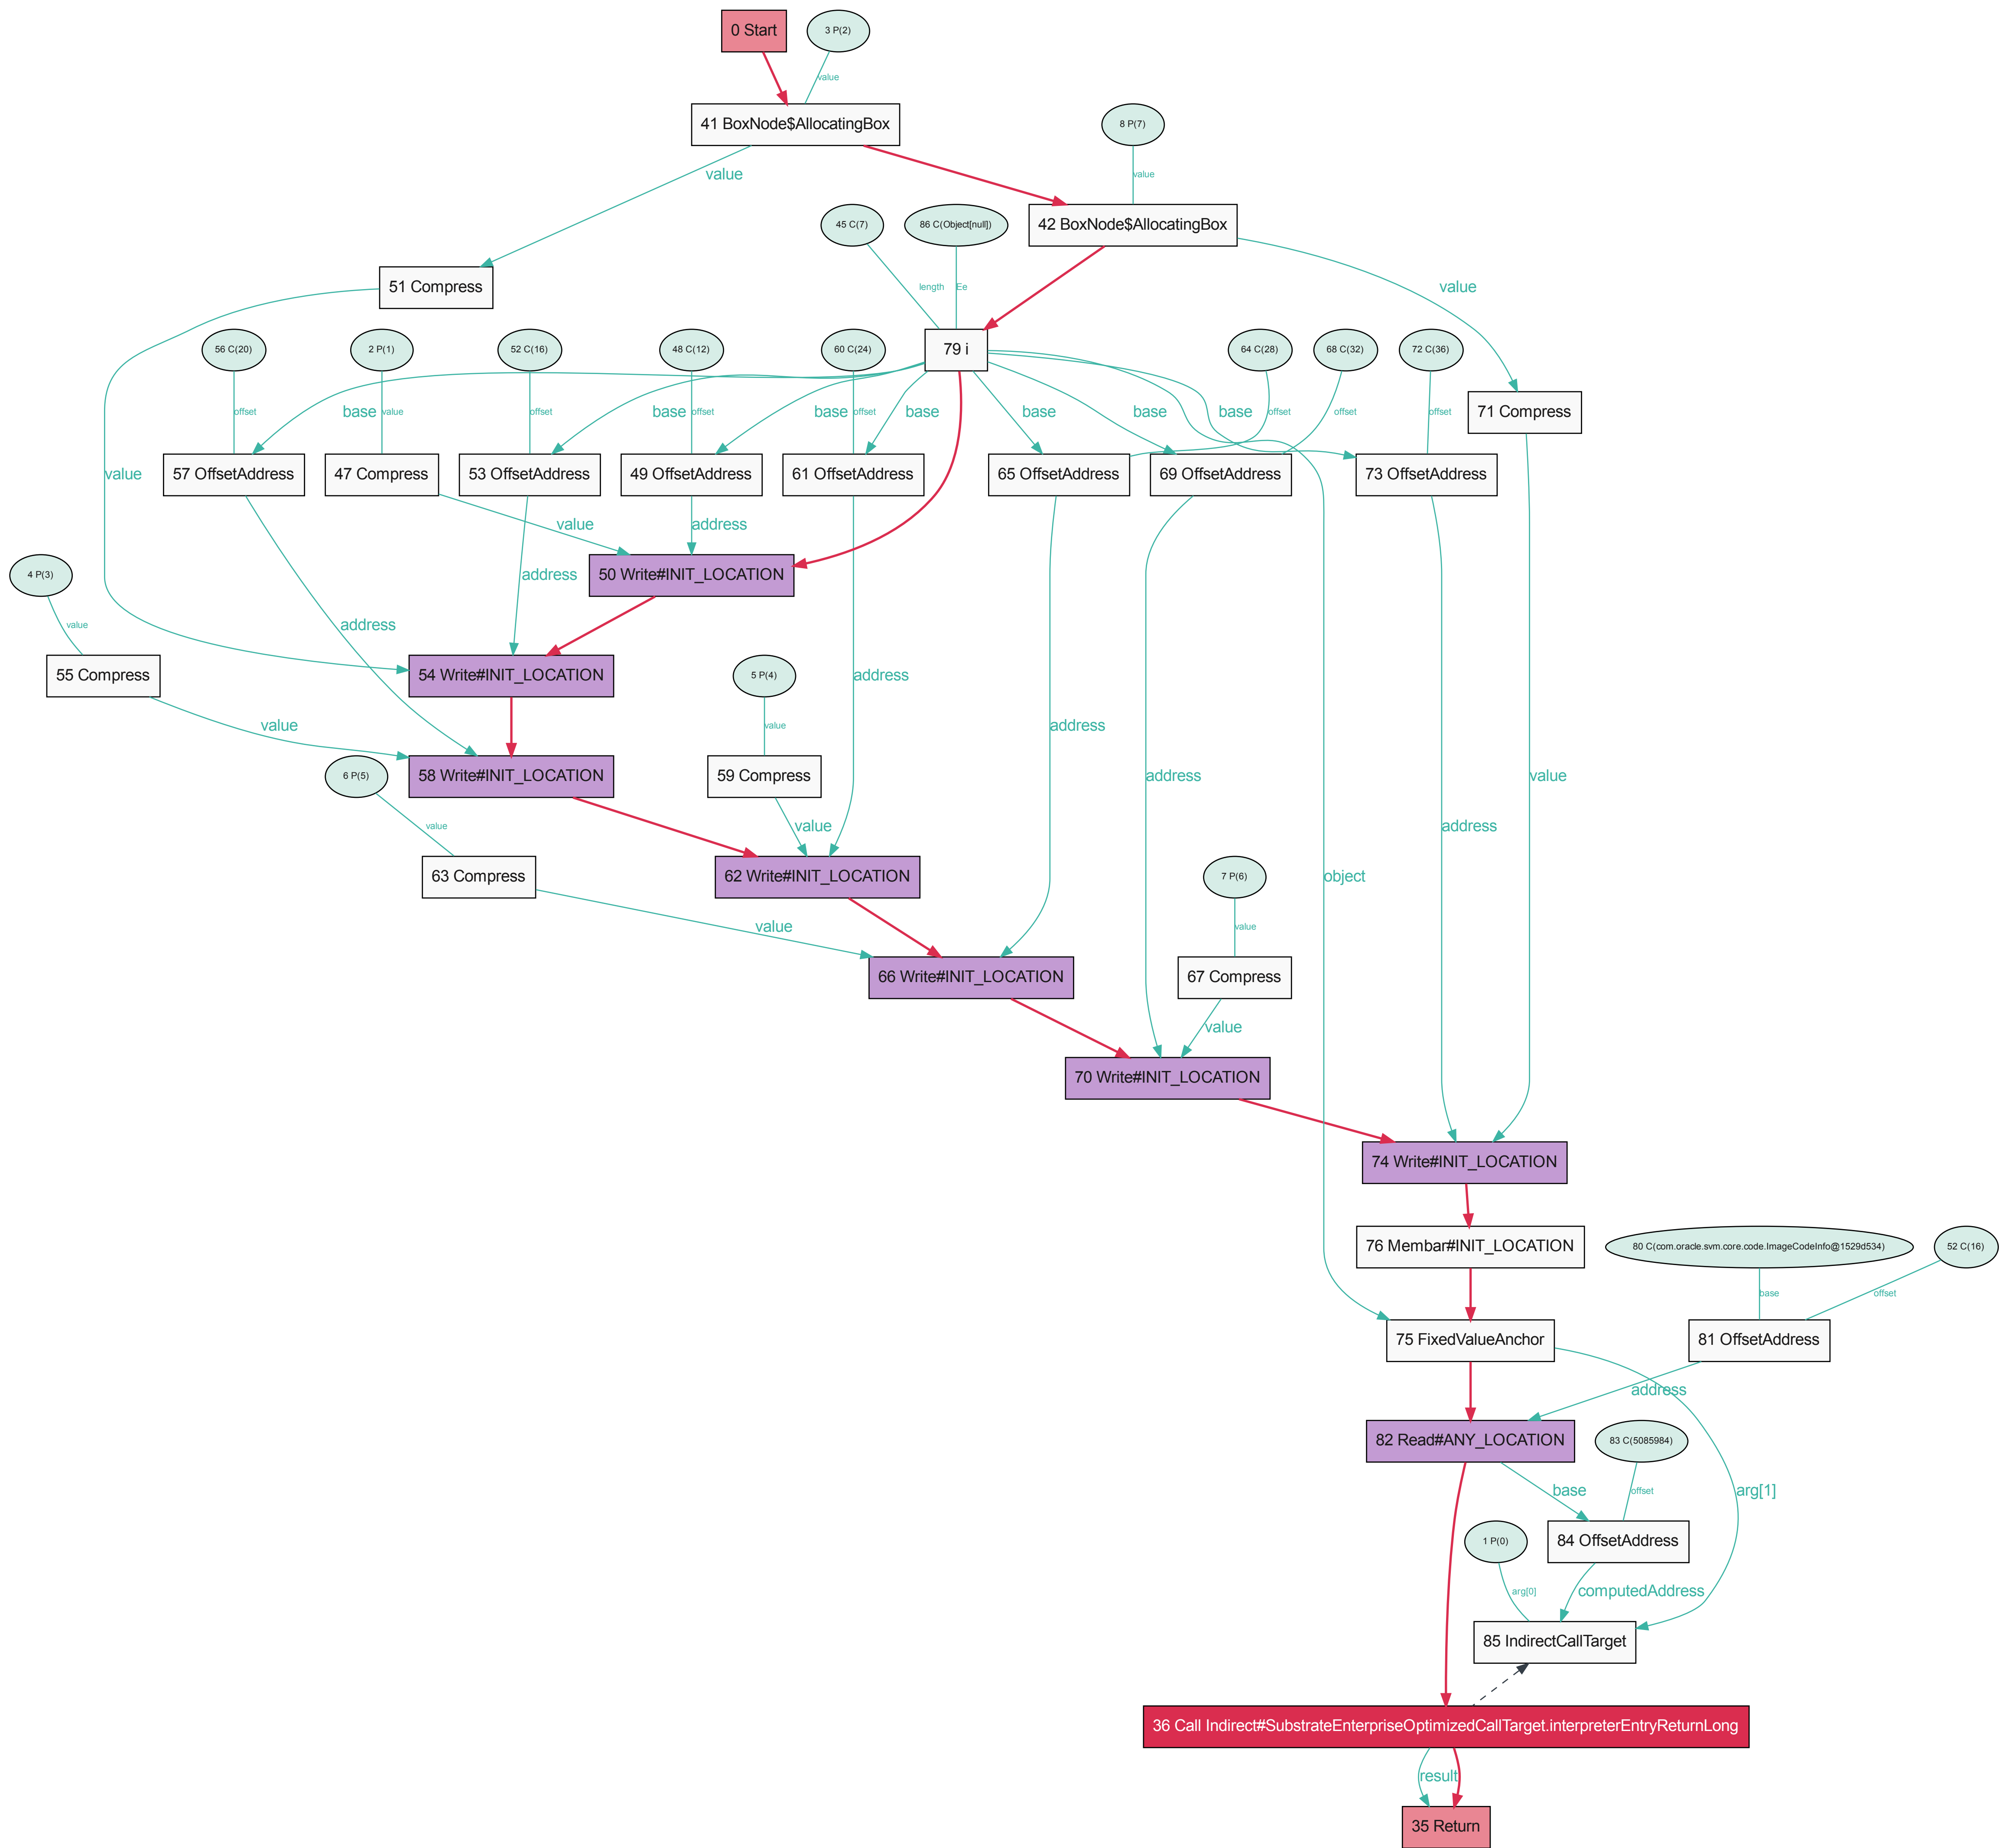 0 Start
3 P(2)
value
41 BoxNode$AllocatingBox
8 P(7)
value
value
45 C(7)
86 C(Object[null])
42 BoxNode$AllocatingBox
51 Compress
length
Ee
value
56 C(20)
2 P(1)
52 C(16)
48 C(12)
60 C(24)
79 i
64 C(28)
68 C(32)
72 C(36)
offset
base
value
offset
base
offset
base
offset
base
base
base
base
offset
offset
offset
71 Compress
value
57 OffsetAddress
47 Compress
53 OffsetAddress
49 OffsetAddress
61 OffsetAddress
65 OffsetAddress
69 OffsetAddress
73 OffsetAddress
value
address
4 P(3)
address
50 Write#INIT_LOCATION
value
address
55 Compress
54 Write#INIT_LOCATION
5 P(4)
address
value
value
address
6 P(5)
58 Write#INIT_LOCATION
59 Compress
address
value
value
value
address
63 Compress
62 Write#INIT_LOCATION
7 P(6)
object
value
value
66 Write#INIT_LOCATION
67 Compress
value
70 Write#INIT_LOCATION
74 Write#INIT_LOCATION
76 Membar#INIT_LOCATION
80 C(com.oracle.svm.core.code.ImageCodeInfo@1529d534)
52 C(16)
base
offset
75 FixedValueAnchor
81 OffsetAddress
address
82 Read#ANY_LOCATION
83 C(5085984)
base
offset
arg[1]
1 P(0)
84 OffsetAddress
arg[0]
computedAddress
85 IndirectCallTarget
36 Call Indirect#SubstrateEnterpriseOptimizedCallTarget.interpreterEntryReturnLong
result
35 Return